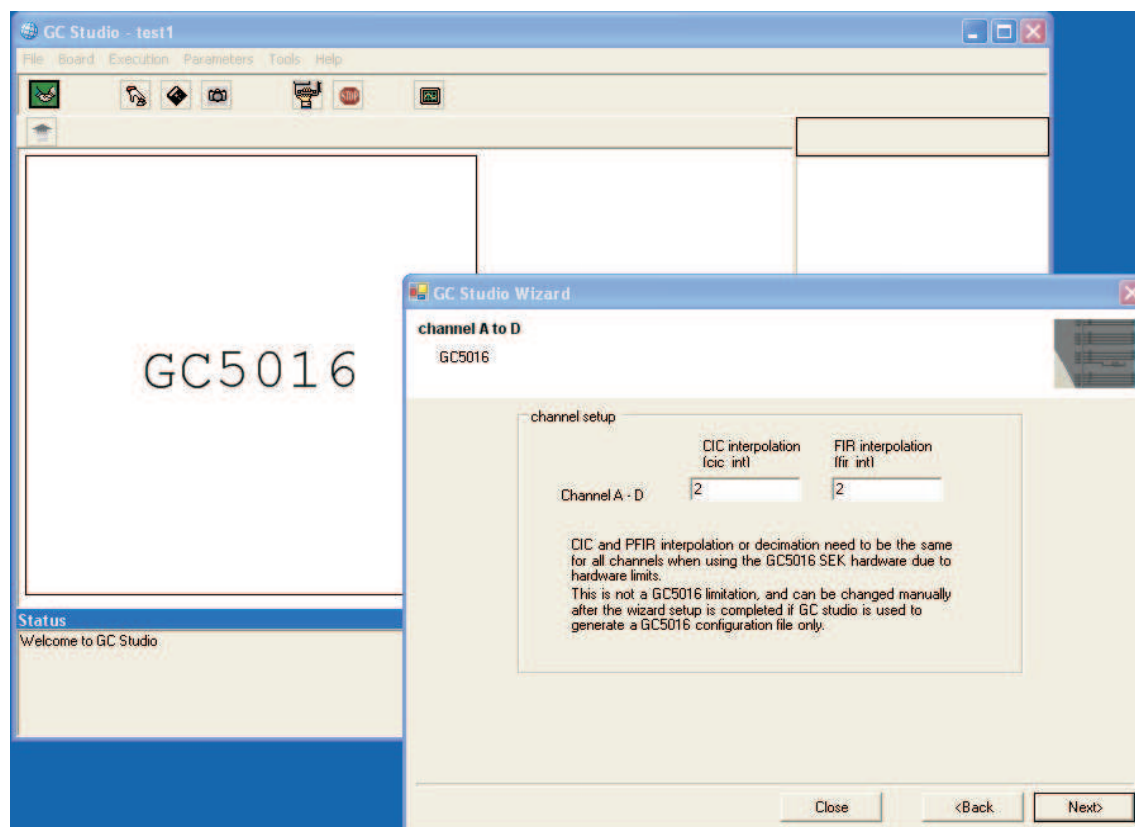 GC Studio - test1
File Board Execution Parameters Tools Help
STOP
GC5016
Status
Welcome to GC Studio
GC Studio Wizard
channel A to D
GC5016
channel setup
CIC interpolation FIR interpolation
(cic_int) (fir_int)
Channel A - D 2 2
CIC and PFIR interpolation or decimation need to be the same
for all channels when using the GC5016 SEK hardware due to
hardware limits.
This is not a GC5016 limitation, and can be changed manually
after the wizard setup is completed if GC studio is used to
generate a GC5016 configuration file only.
Close <Back Next>